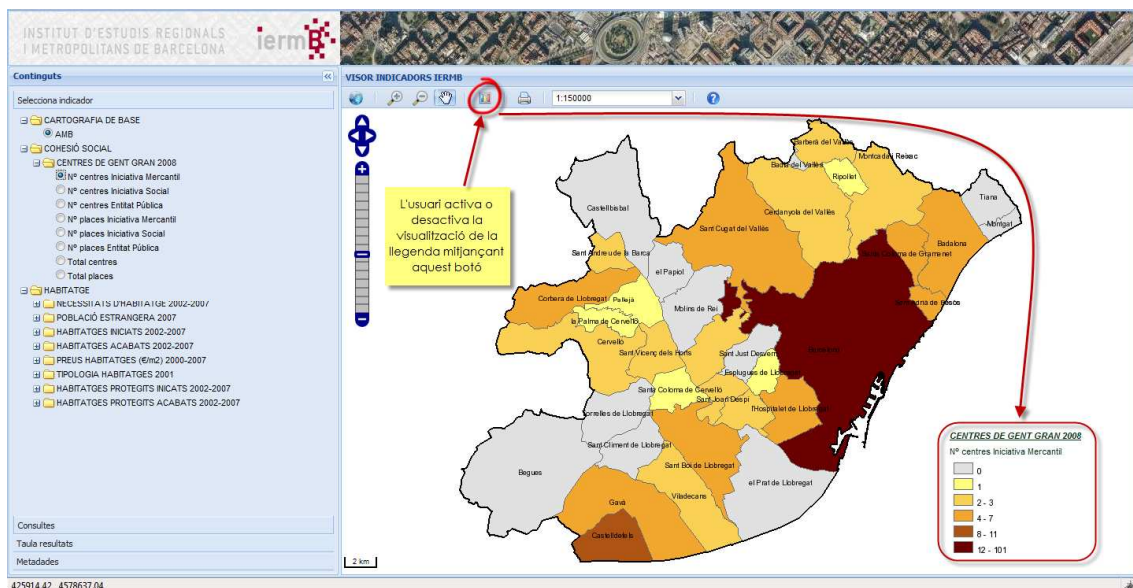 INSTITUT D'ESTUDIS REGIONALS
I METROPOLITANS DE BARCELONA
iermB
Continguts
VISOR INDICADORS IERMB
Selecciona indicador
1:150000
CARTOGRAFIA DE BASE
AMB
COHESIÓ SOCIAL
CENTRES DE GENT GRAN 2008
Nº centres Iniciativa Mercantil
Nº centres Iniciativa Social
Nº centres Entitat Pública
Nº places Iniciativa Mercantil
Nº places Iniciativa Social
Nº places Entitat Pública
Total centres
Total places
HABITATGE
NECESSITATS D'HABITATGE 2002-2007
POBLACIÓ ESTRANGERA 2007
HABITATGES INICIATS 2002-2007
HABITATGES ACABATS 2002-2007
PREUS HABITATGES (€/m2) 2000-2007
TIPOLOGIA HABITATGES 2001
HABITATGES PROTEGITS INICATS 2002-2007
HABITATGES PROTEGITS ACABATS 2002-2007
Consultes
Taula resultats
Metadades
L'usuari activa o
desactiva la
visualització de la
llegenda mitjançant
aquest botó
Barberà del Vallès
Badia del Vallès
Montcada i Reixac
Ripollet
Castellbisbal
Cerdanyola del Vallès
Tiana
Montgat
Sant Cugat del Vallès
Badalona
Sant Andreu de la Barca
Coloma de Gramenet
el Papiol
Corbera de Llobregat
Pallejà
Molins de Rei
la Palma de Cervelló
Cervelló
Sant Vicenç dels Horts
Sant Just Desvern
Esplugues de Llobregat
Santa Coloma de Cervelló
Sant Joan Despí
l'Hospitalet de Llobregat
Torrelles de Llobregat
Sant Climent de Llobregat
Sant Boi de Llobregat
Begues
el Prat de Llobregat
Viladecans
Gavà
Castelldefels
CENTRES DE GENT GRAN 2008
Nº centres Iniciativa Mercantil
0
1
2 - 3
4 - 7
8 - 11
12 - 101
2 km
425914.42, 4578637.04